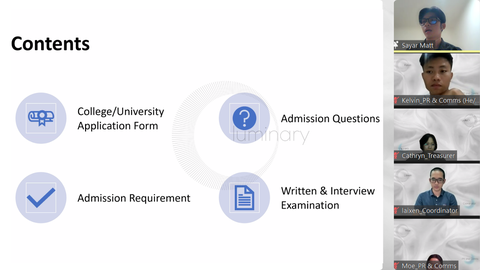 Contents
College/University
Application Form
Admission Questions
luminary
Admission Requirement
Written & Interview
Examination
Sayar Matt
Kelvin_PR & Comms (He/
Cathryn_Treasurer
laixen_Coordinator
Moe_PR & Comms